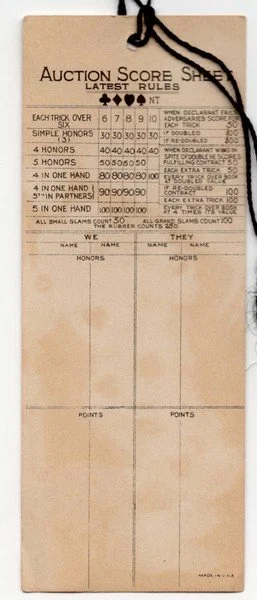 AUCTION SCORE SHEET
LATEST RULES
♣ ♦ ♥ ♠ NT
EACH TRICK OVER SIX 6 7 8 9 10
SIMPLE HONORS (3) 30 30 30 30 30
4 HONORS 40 40 40 40 40
5 HONORS 50 50 50 50
4 IN ONE HAND 80 80 80 80 100
4 IN ONE HAND (5TH IN PARTNERS) 90 90 90 90
5 IN ONE HAND 100 100 100 100
WHEN DECLARANT FAILS
ADVERSARIES SCORE FOR
EACH TRICK 50
IF DOUBLED 100
IF RE-DOUBLED 200
WHEN DECLARANT WINS IN
SPITE OF DOUBLE HE SCORES
FULFILLING CONTRACT 50
EACH EXTRA TRICK 50
EVERY TRICK OVER BOOK
AT DOUBLED VALUE
IF RE-DOUBLED
CONTRACT 100
EACH EXTRA TRICK 100
EVERY TRICK OVER BOOK
AT 4 TIMES ITS VALUE
ALL SMALL SLAMS COUNT 50 ALL GRAND SLAMS COUNT 100
THE RUBBER COUNTS 250
WE THEY
NAME NAME NAME NAME
HONORS HONORS
POINTS POINTS
MADE IN U.S.A